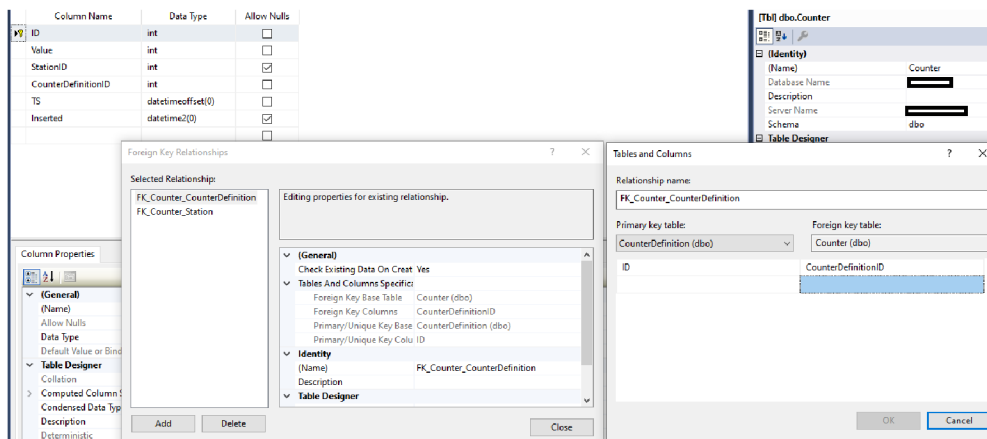 Column Name Data Type Allow Nulls
ID int
Value int
StationID int
CounterDefinitionID int
TS datetimeoffset(0)
Inserted datetime2(0)
[Tbl] dbo.Counter
(Identity)
(Name) Counter
Database Name
Description
Server Name
Schema dbo
Table Designer
Column Properties
(General)
(Name)
Allow Nulls
Data Type
Default Value or Bind
Table Designer
Collation
Computed Column S
Condensed Data Typ
Description
Deterministic
Foreign Key Relationships ? ×
Selected Relationship:
FK_Counter_CounterDefinition
FK_Counter_Station
Editing properties for existing relationship.
(General)
Check Existing Data On Creat Yes
Tables And Columns Specific
Foreign Key Base Table Counter (dbo)
Foreign Key Columns CounterDefinitionID
Primary/Unique Key Base CounterDefinition (dbo)
Primary/Unique Key Colu ID
Identity
(Name) FK_Counter_CounterDefinition
Description
Table Designer
Add Delete Close
Tables and Columns ? ×
Relationship name:
FK_Counter_CounterDefinition
Primary key table: Foreign key table:
CounterDefinition (dbo) Counter (dbo)
ID CounterDefinitionID
OK Cancel